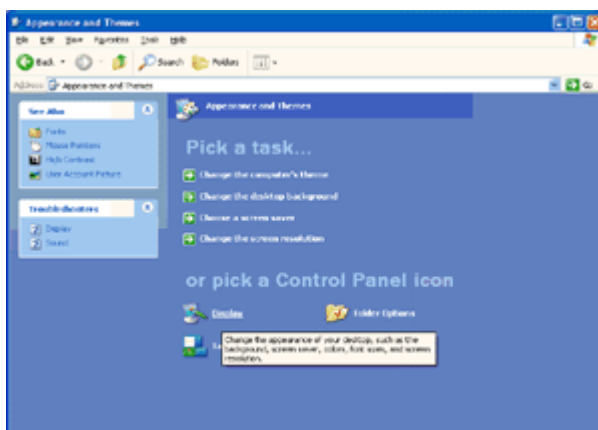 Appearance and Themes
File Edit View Favorites Tools Help
Back Search Folders
Address Appearance and Themes Go
See Also
Fonts
Mouse Pointers
High Contrast
User Account Picture
Troubleshooters
Display
Sound
Appearance and Themes
Pick a task...
Change the computer's theme
Change the desktop background
Choose a screen saver
Change the screen resolution
or pick a Control Panel icon
Display Folder Options
Change the appearance of your desktop, such as the
background, screen saver, colors, font sizes, and screen
resolution.